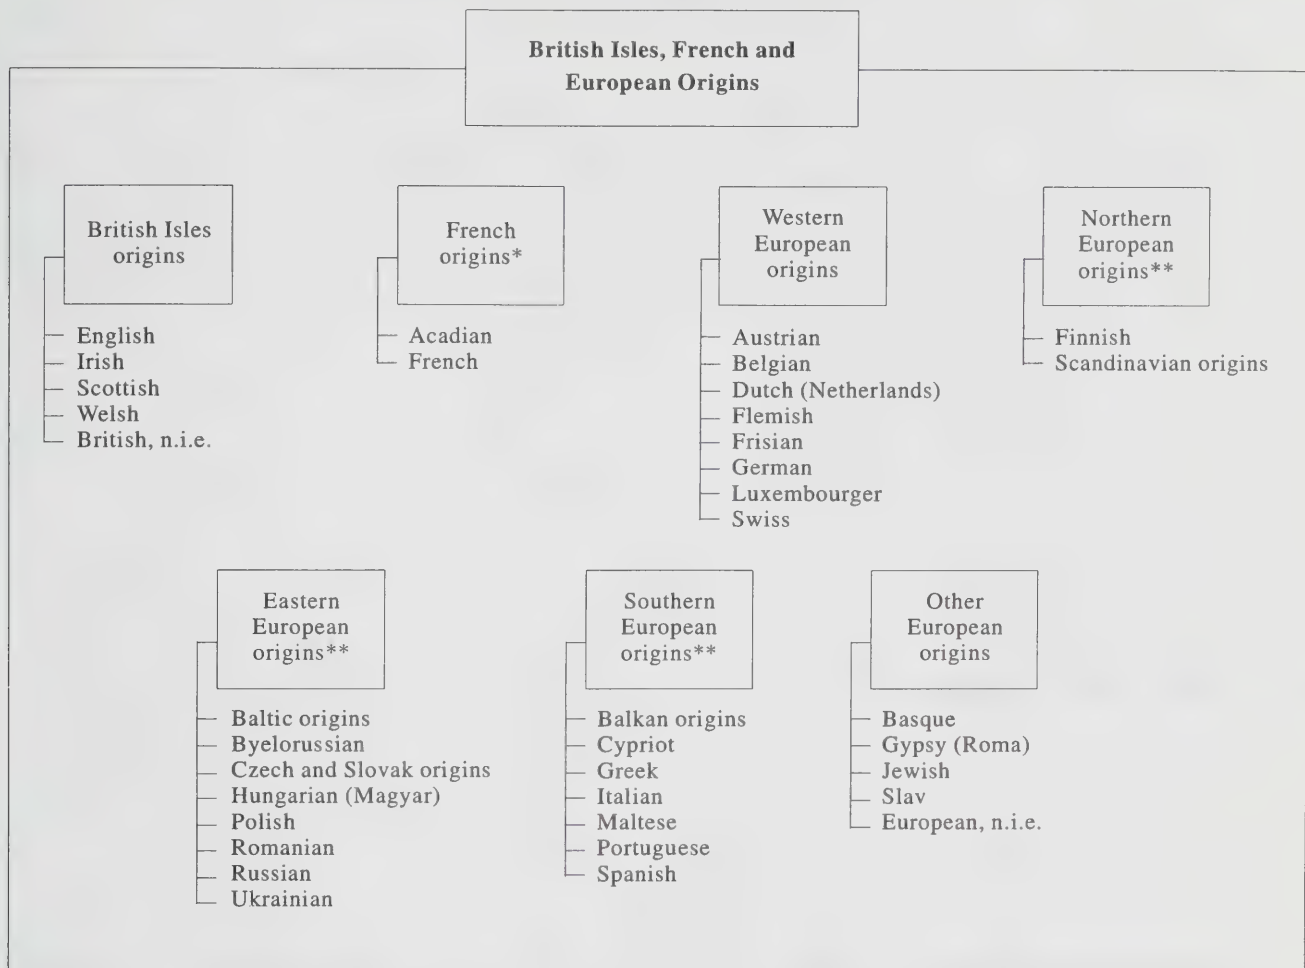 British Isles, French and
European Origins
British Isles
origins
English
Irish
Scottish
Welsh
British, n.i.e.
French
origins*
Acadian
French
Western
European
origins
Austrian
Belgian
Dutch (Netherlands)
Flemish
Frisian
German
Luxembourger
Swiss
Northern
European
origins**
Finnish
Scandinavian origins
Eastern
European
origins**
Baltic origins
Byelorussian
Czech and Slovak origins
Hungarian (Magyar)
Polish
Romanian
Russian
Ukrainian
Southern
European
origins**
Balkan origins
Cypriot
Greek
Italian
Maltese
Portuguese
Spanish
Other
European
origins
Basque
Gypsy (Roma)
Jewish
Slav
European, n.i.e.